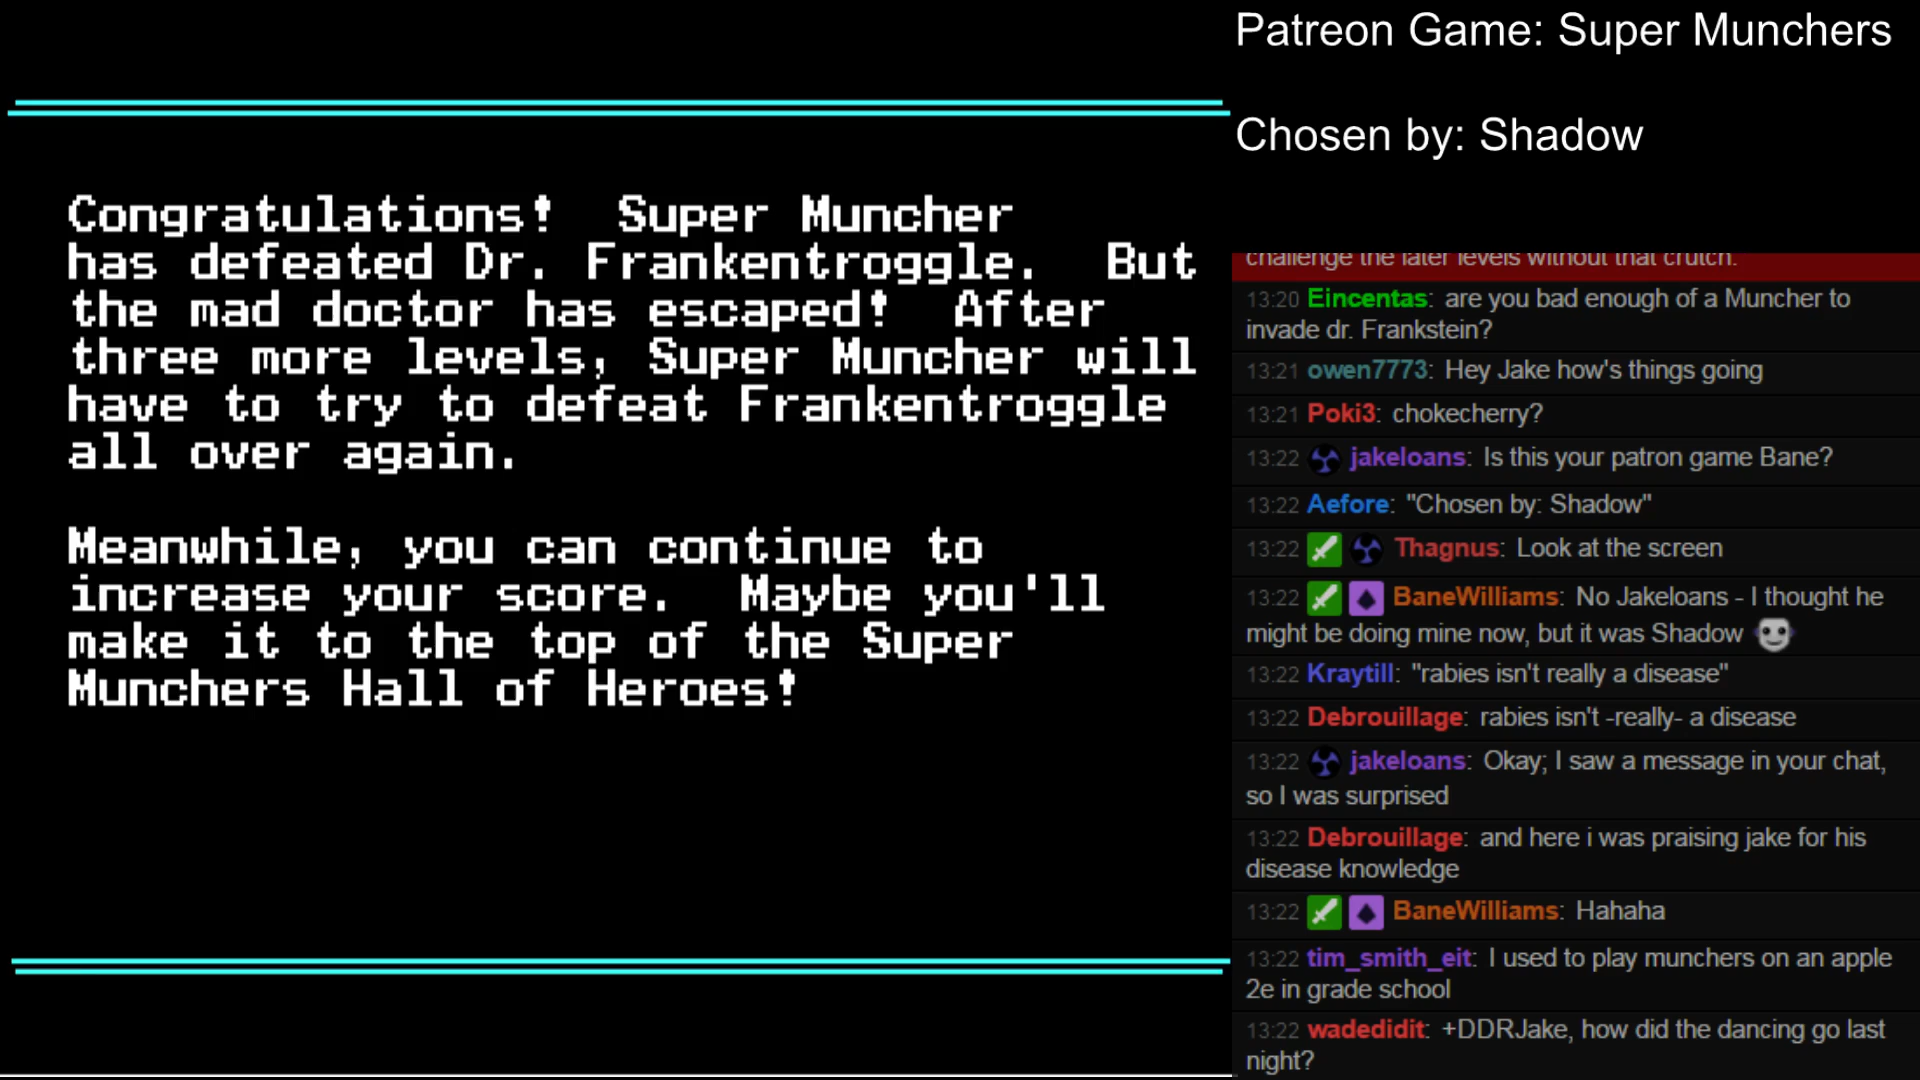 Patreon Game: Super Munchers
Chosen by: Shadow
Congratulations!  Super Muncher
has defeated Dr. Frankentroggle.  But
the mad doctor has escaped!  After
three more levels, Super Muncher will
have to try to defeat Frankentroggle
all over again.
Meanwhile, you can continue to
increase your score.  Maybe you'll
make it to the top of the Super
Munchers Hall of Heroes!
challenge the later levels without that crutch.
13:20 Eincentas: are you bad enough of a Muncher to
invade dr. Frankstein?
13:21 owen7773: Hey Jake how's things going
13:21 Poki3: chokecherry?
13:22 jakeloans: Is this your patron game Bane?
13:22 Aefore: "Chosen by: Shadow"
13:22 Thagnus: Look at the screen
13:22 BaneWilliams: No Jakeloans - I thought he
might be doing mine now, but it was Shadow
13:22 Kraytill: "rabies isn't really a disease"
13:22 Debrouillage: rabies isn't -really- a disease
13:22 jakeloans: Okay; I saw a message in your chat,
so I was surprised
13:22 Debrouillage: and here i was praising jake for his
disease knowledge
13:22 BaneWilliams: Hahaha
13:22 tim_smith_eit: I used to play munchers on an apple
2e in grade school
13:22 wadedidit: +DDRJake, how did the dancing go last
night?